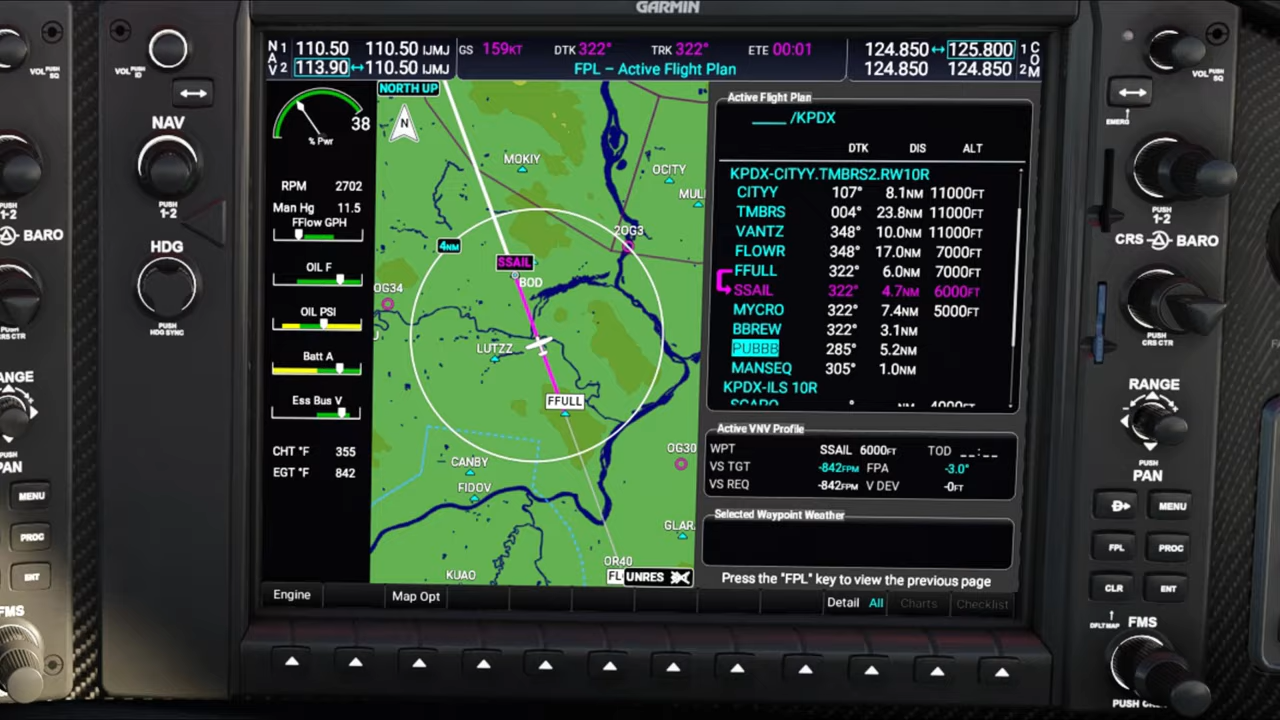 GARMIN
N 1 110.50 110.50 IJMJ
A
V 2 113.90 ↔ 110.50 IJMJ
GS 159KT DTK 322° TRK 322° ETE 00:01
FPL – Active Flight Plan
124.850 ↔ 125.800 1 C
O
124.850 124.850 2 M
VOL PUSH SQ
VOL PUSH ID
NAV
PUSH
1-2
BARO
HDG
PUSH
HDG SYNC
RANGE
PAN
MENU
PROC
ENT
FMS
38
% Pwr
RPM 2702
Man Hg 11.5
FFlow GPH
OIL F
OIL PSI
Batt A
Ess Bus V
CHT °F 355
EGT °F 842
NORTH UP
N
MOKIY
OCITY
2OG3
4NM
SSAIL
BOD
OG34
LUTZZ
FFULL
CANBY
FIDOV
OG30
KUAO
OR40
UNRES
Active Flight Plan
_____ /KPDX
DTK DIS ALT
KPDX-CITYY.TMBRS2.RW10R
CITYY 107° 8.1NM 11000FT
TMBRS 004° 23.8NM 11000FT
VANTZ 348° 10.0NM 11000FT
FLOWR 348° 17.0NM 7000FT
FFULL 322° 6.0NM 7000FT
SSAIL 322° 4.7NM 6000FT
MYCRO 322° 7.4NM 5000FT
BBREW 322° 3.1NM
PUBBB 285° 5.2NM
MANSEQ 305° 1.0NM
KPDX-ILS 10R
Active VNV Profile
WPT SSAIL 6000FT TOD __:__
VS TGT -842FPM FPA -3.0°
VS REQ -842FPM V DEV -0FT
Selected Waypoint Weather
Press the "FPL" key to view the previous page
Engine Map Opt Detail All Charts Checklist
VOL PUSH SQ
EMERG
PUSH
1-2
CRS BARO
PUSH
CRS CTR
RANGE
PUSH
PAN
MENU
FPL PROC
CLR ENT
DFLT MAP FMS